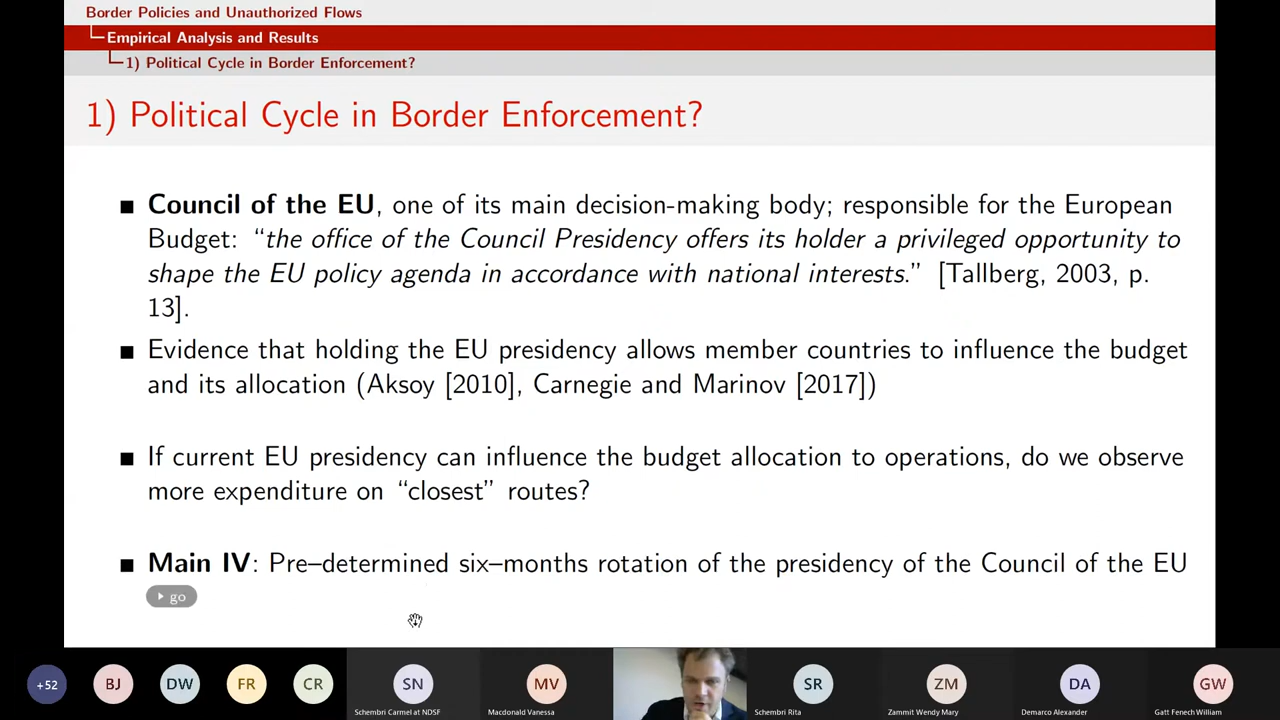 Border Policies and Unauthorized Flows
Empirical Analysis and Results
1) Political Cycle in Border Enforcement?
1) Political Cycle in Border Enforcement?
■ Council of the EU, one of its main decision-making body; responsible for the European
Budget: “the office of the Council Presidency offers its holder a privileged opportunity to
shape the EU policy agenda in accordance with national interests.” [Tallberg, 2003, p.
13].
■ Evidence that holding the EU presidency allows member countries to influence the budget
and its allocation (Aksoy [2010], Carnegie and Marinov [2017])
■ If current EU presidency can influence the budget allocation to operations, do we observe
more expenditure on “closest” routes?
■ Main IV: Pre–determined six–months rotation of the presidency of the Council of the EU
go
+52 BJ DW FR CR SN MV SR ZM DA GW
Schembri Carmel at NDSF Macdonald Vanessa Schembri Rita Zammit Wendy Mary Demarco Alexander Gatt Fenech William